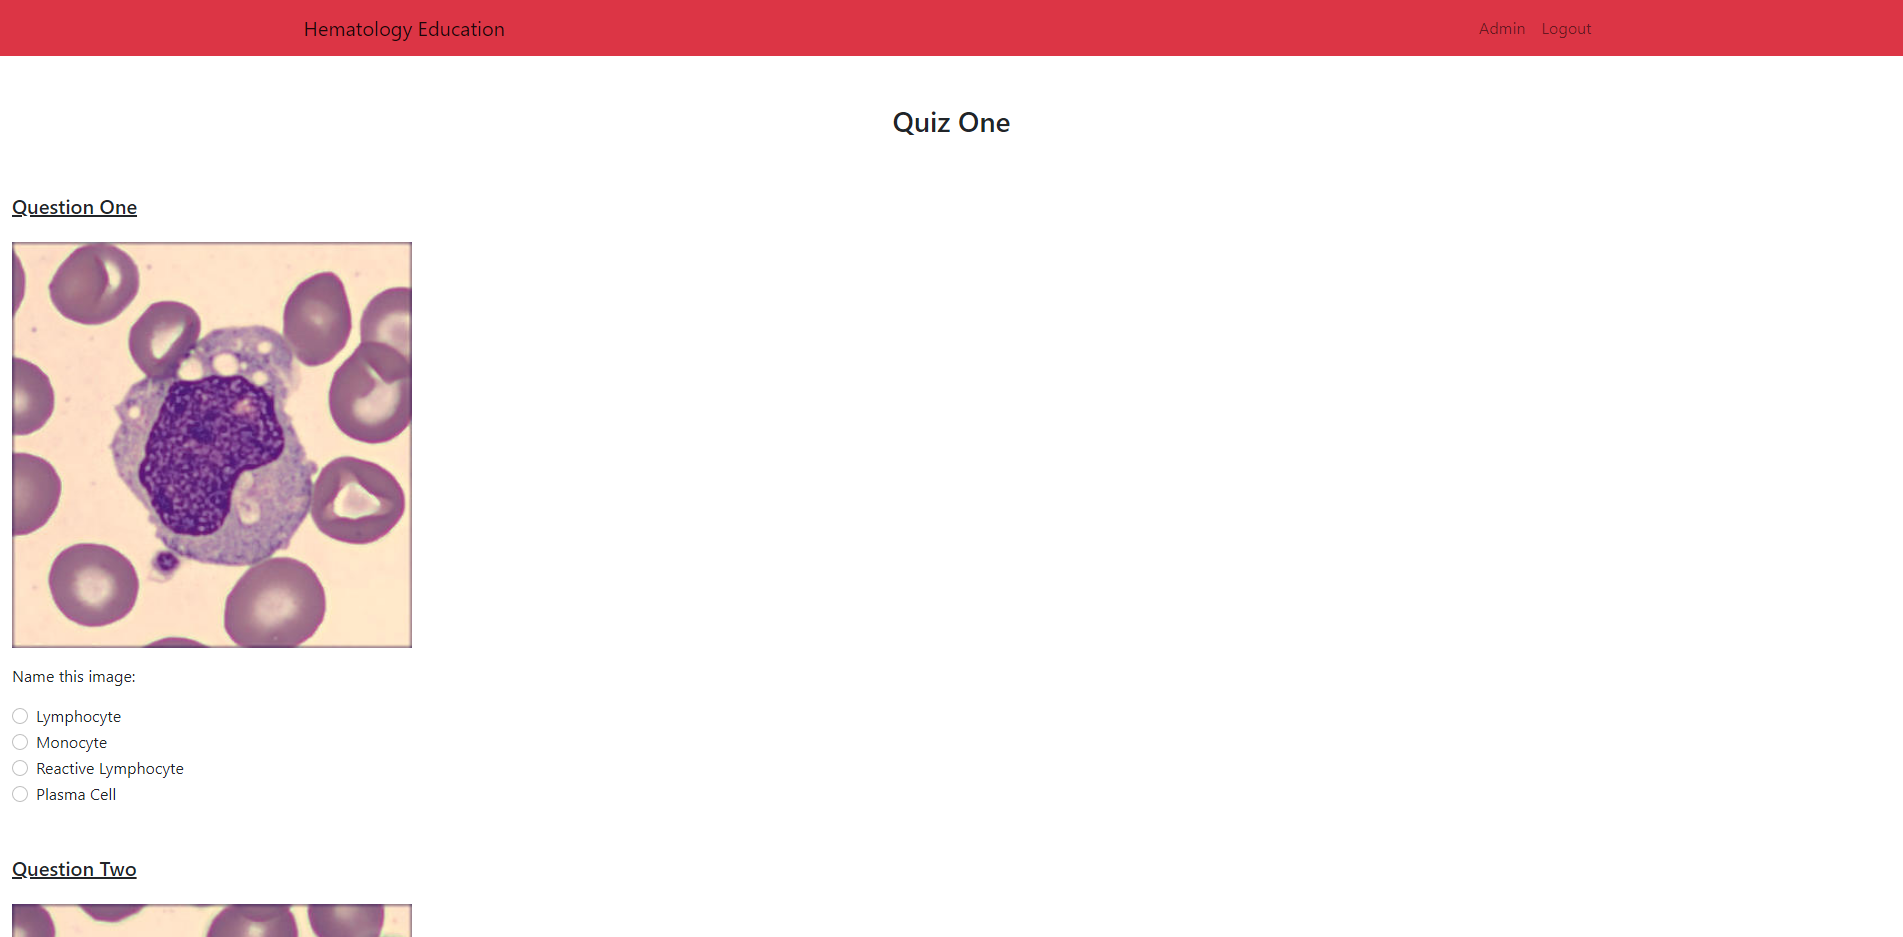 Hematology Education
Admin Logout
Quiz One
Question One
Name this image:
Lymphocyte
Monocyte
Reactive Lymphocyte
Plasma Cell
Question Two